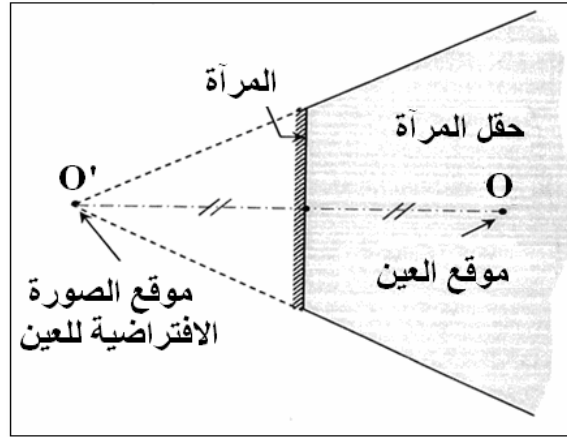 المرآة
حقل المرآة
O'
O
موقع العين
موقع الصورة
الافتراضية للعين